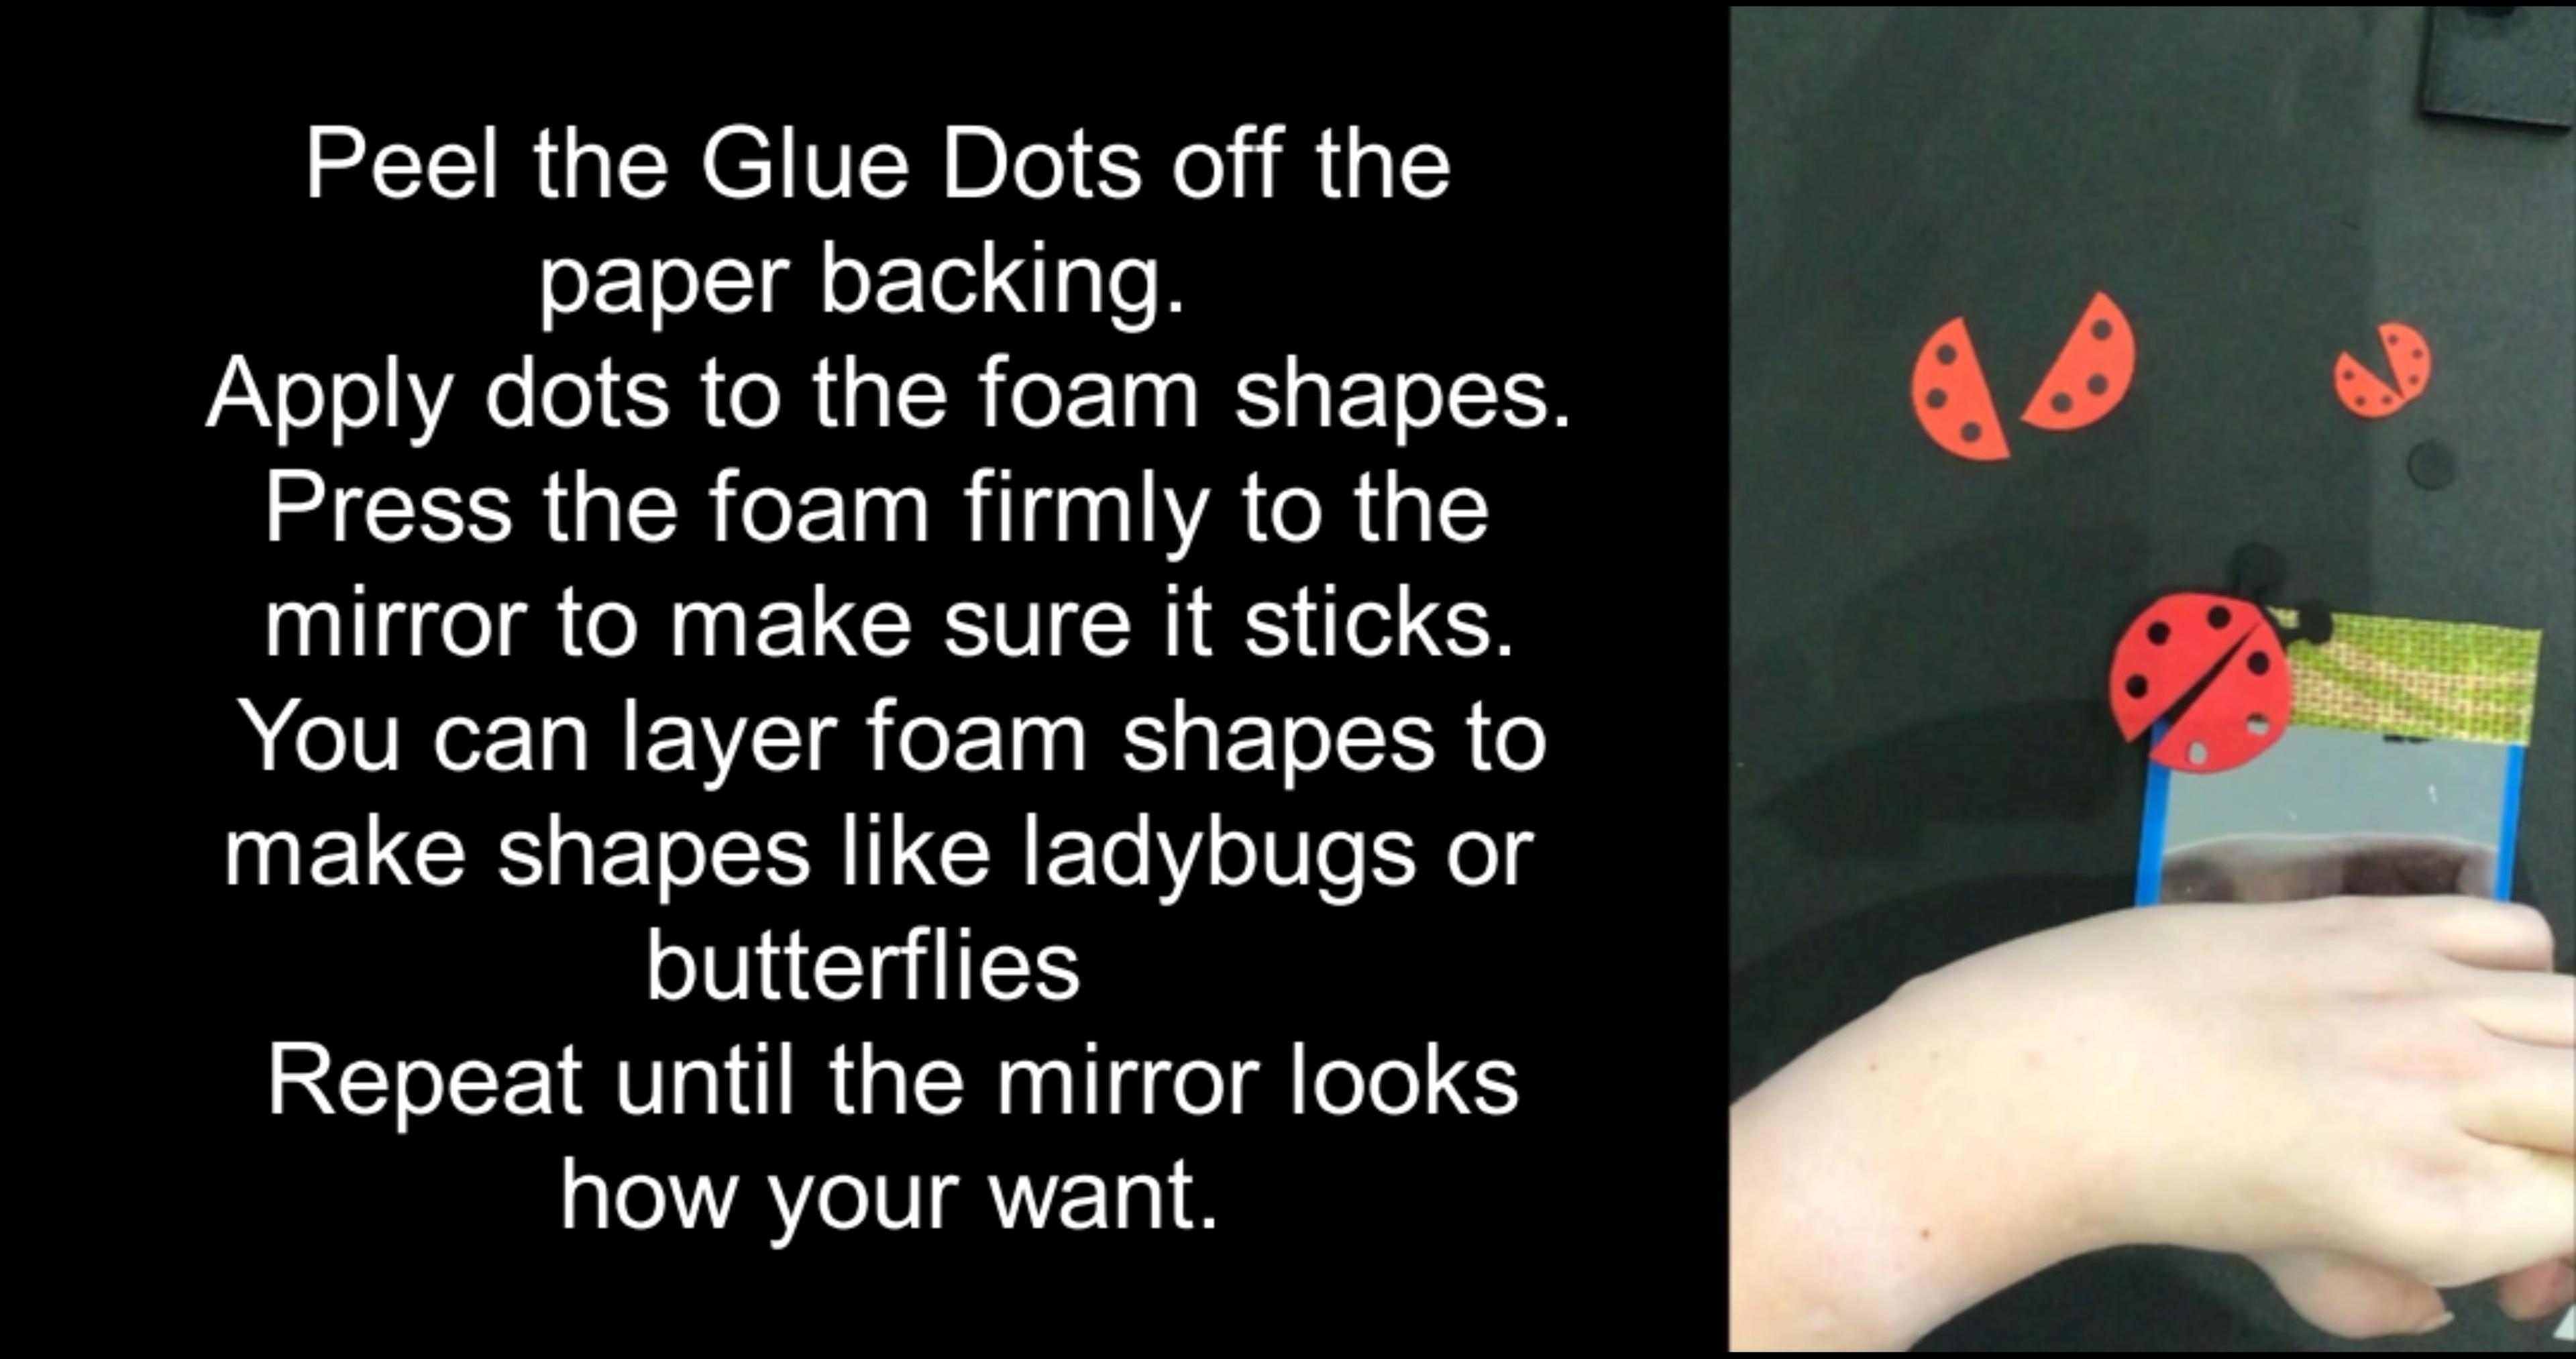 Peel the Glue Dots off the
paper backing.
Apply dots to the foam shapes.
Press the foam firmly to the
mirror to make sure it sticks.
You can layer foam shapes to
make shapes like ladybugs or
butterflies
Repeat until the mirror looks
how your want.